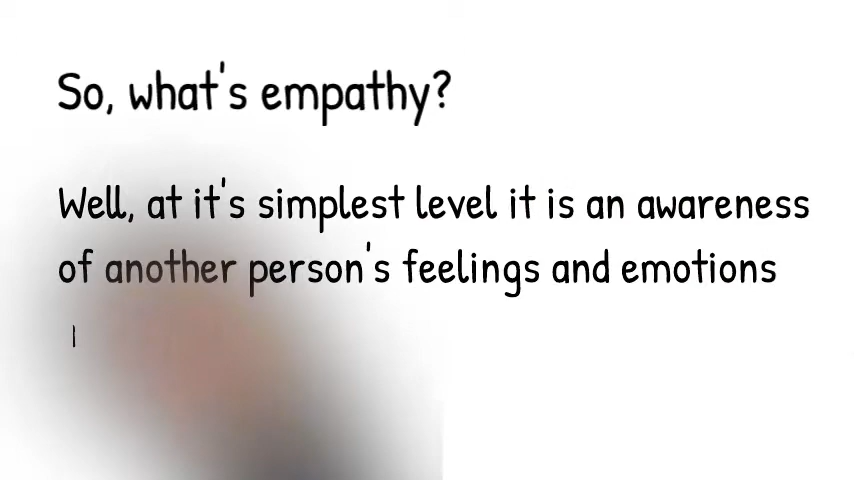 So, what's empathy?
Well, at it's simplest level it is an awareness
of another person's feelings and emotions